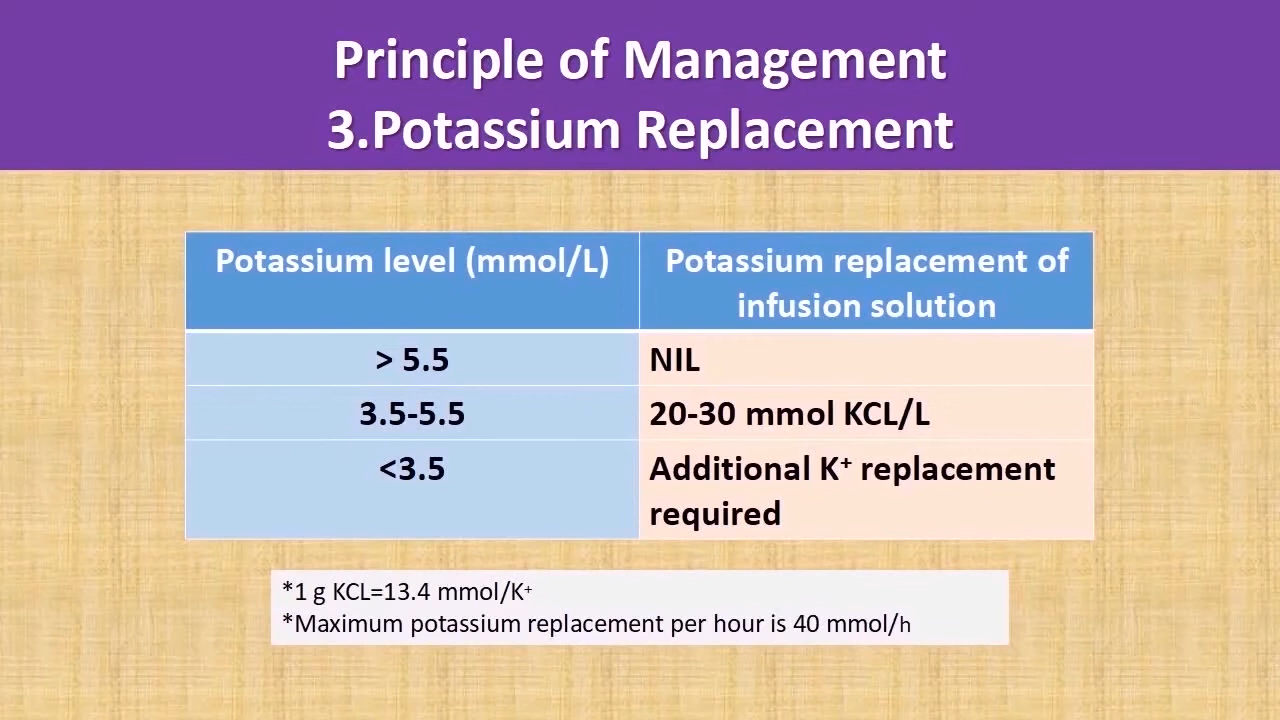 Principle of Management
3.Potassium Replacement
Potassium level (mmol/L)
Potassium replacement of
infusion solution
> 5.5
NIL
3.5-5.5
20-30 mmol KCL/L
<3.5
Additional K⁺ replacement
required
*1 g KCL=13.4 mmol/K⁺
*Maximum potassium replacement per hour is 40 mmol/h